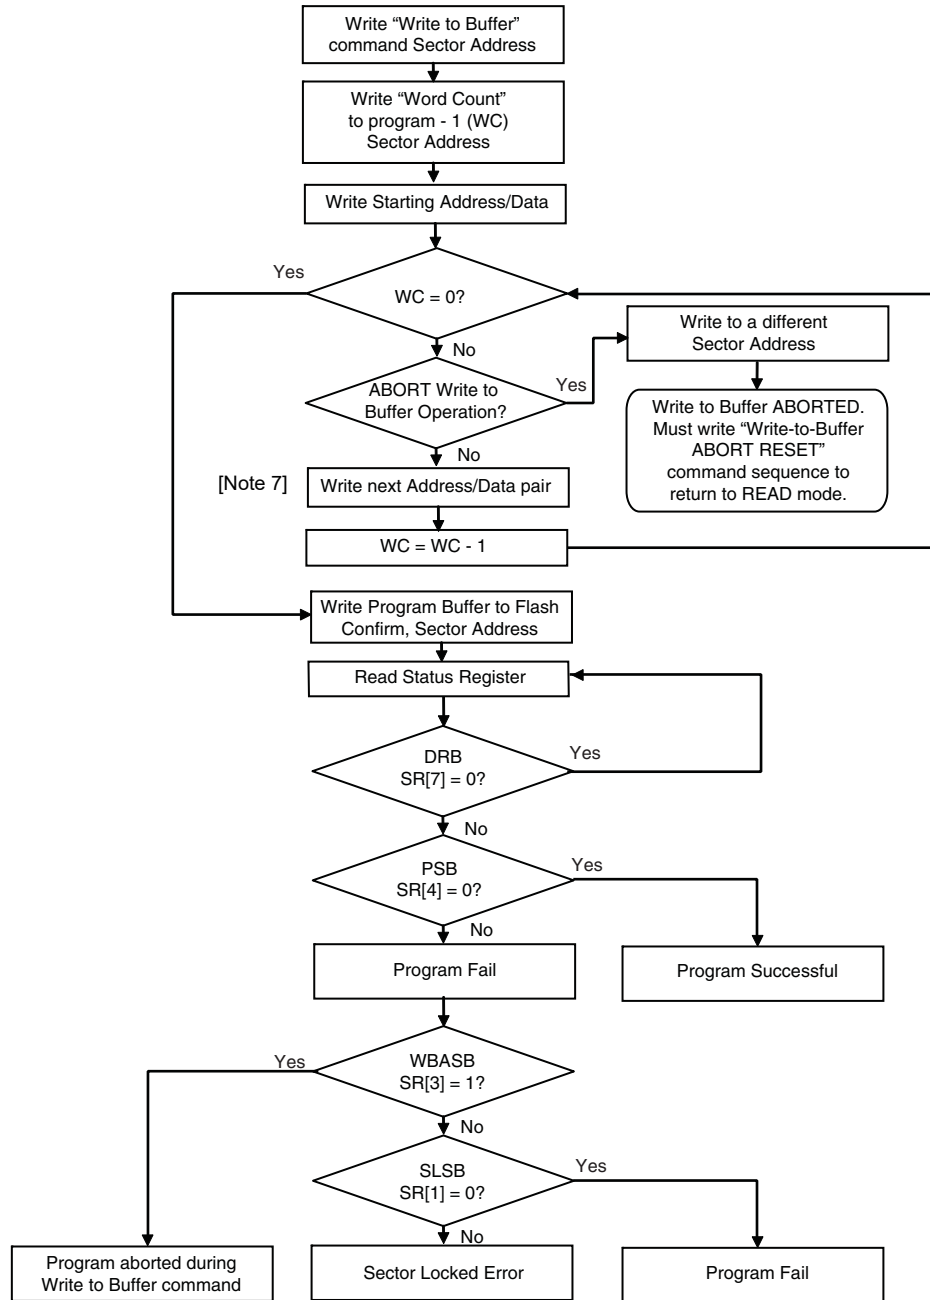 Write “Write to Buffer”
command Sector Address
Write “Word Count”
to program - 1 (WC)
Sector Address
Write Starting Address/Data
Yes
WC = 0?
No
Write to a different
Sector Address
ABORT Write to
Buffer Operation?
Yes
Write to Buffer ABORTED.
Must write “Write-to-Buffer
ABORT RESET”
command sequence to
return to READ mode.
No
[Note 7]
Write next Address/Data pair
WC = WC - 1
Write Program Buffer to Flash
Confirm, Sector Address
Read Status Register
DRB
SR[7] = 0?
Yes
No
PSB
SR[4] = 0?
Yes
No
Program Fail
Program Successful
Yes
WBASB
SR[3] = 1?
No
SLSB
SR[1] = 0?
Yes
No
Program aborted during
Write to Buffer command
Sector Locked Error
Program Fail